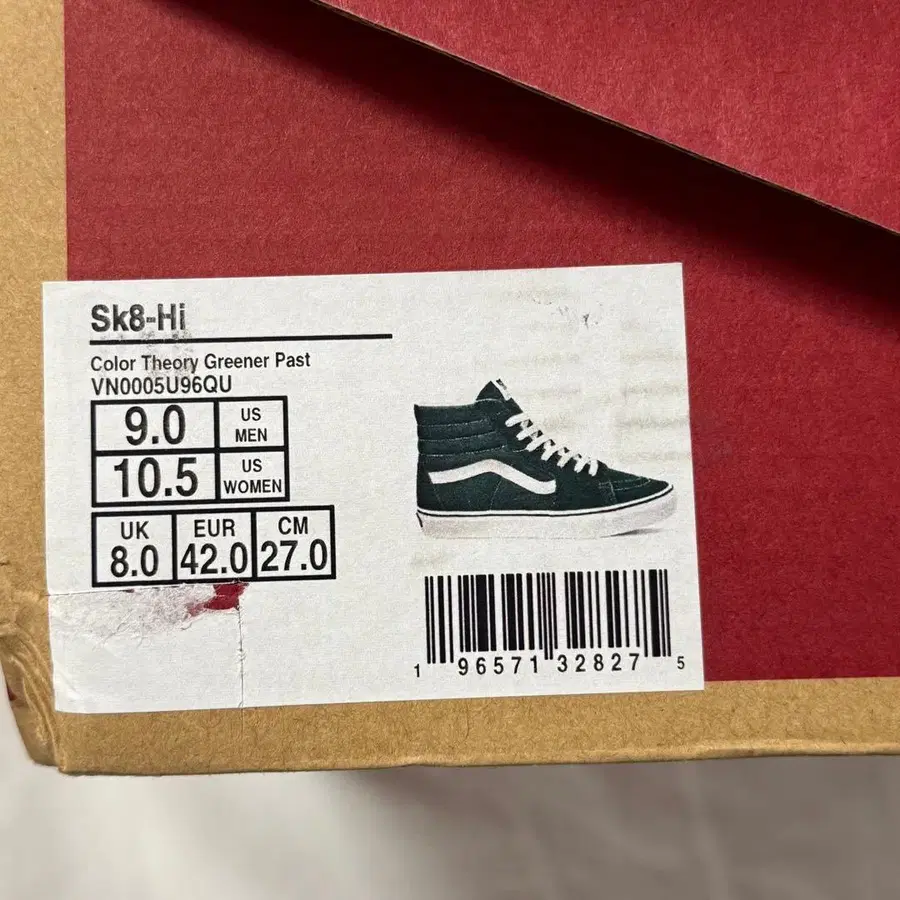 Sk8-Hi
Color Theory Greener Past
VN0005U96QU
9.0 US MEN
10.5 US WOMEN
UK EUR CM
8.0 42.0 27.0
1 96571 32827 5